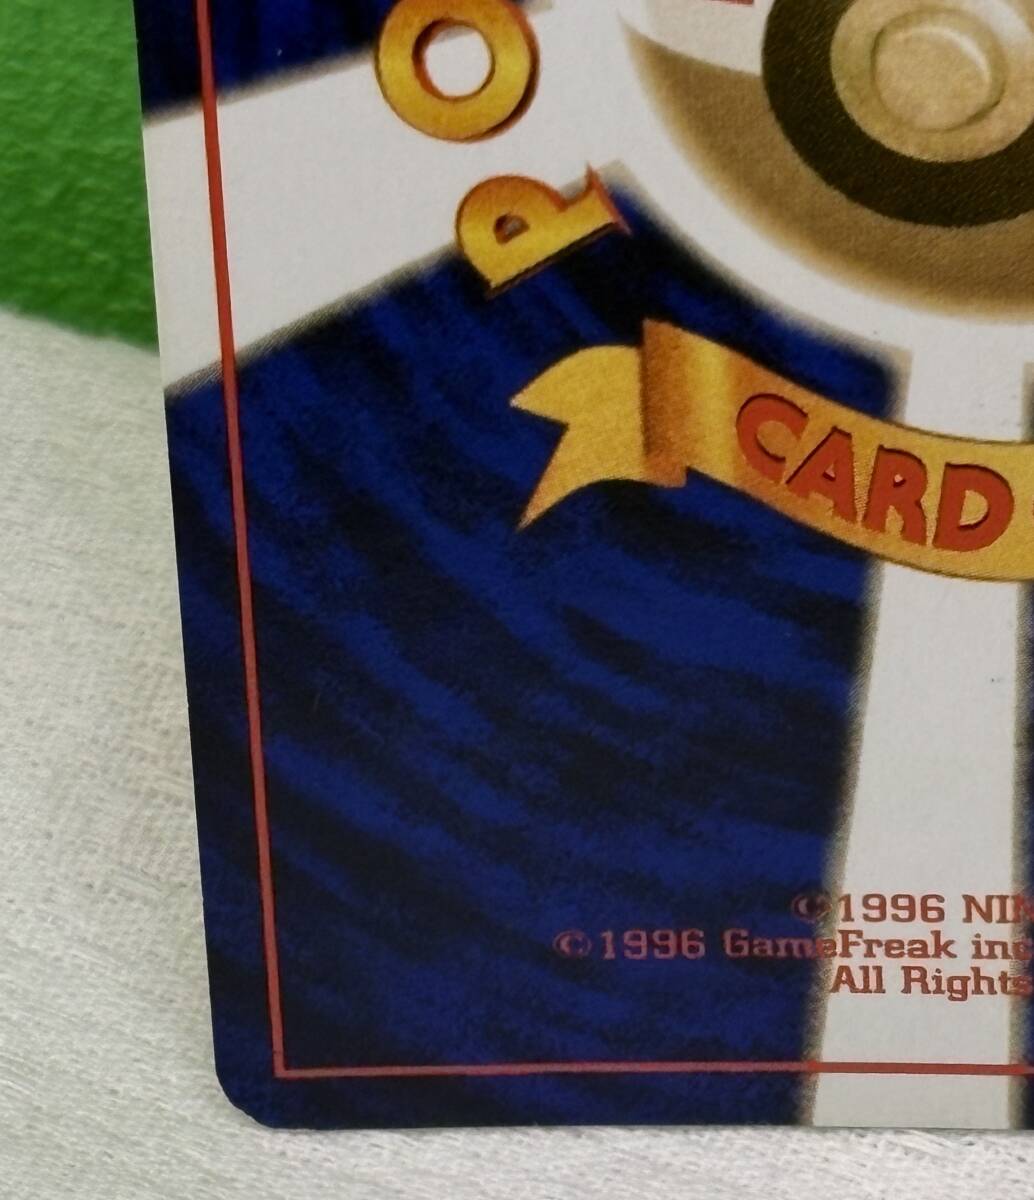 PO
CARD
©1996 NIN
©1996 GameFreak inc
All Rights